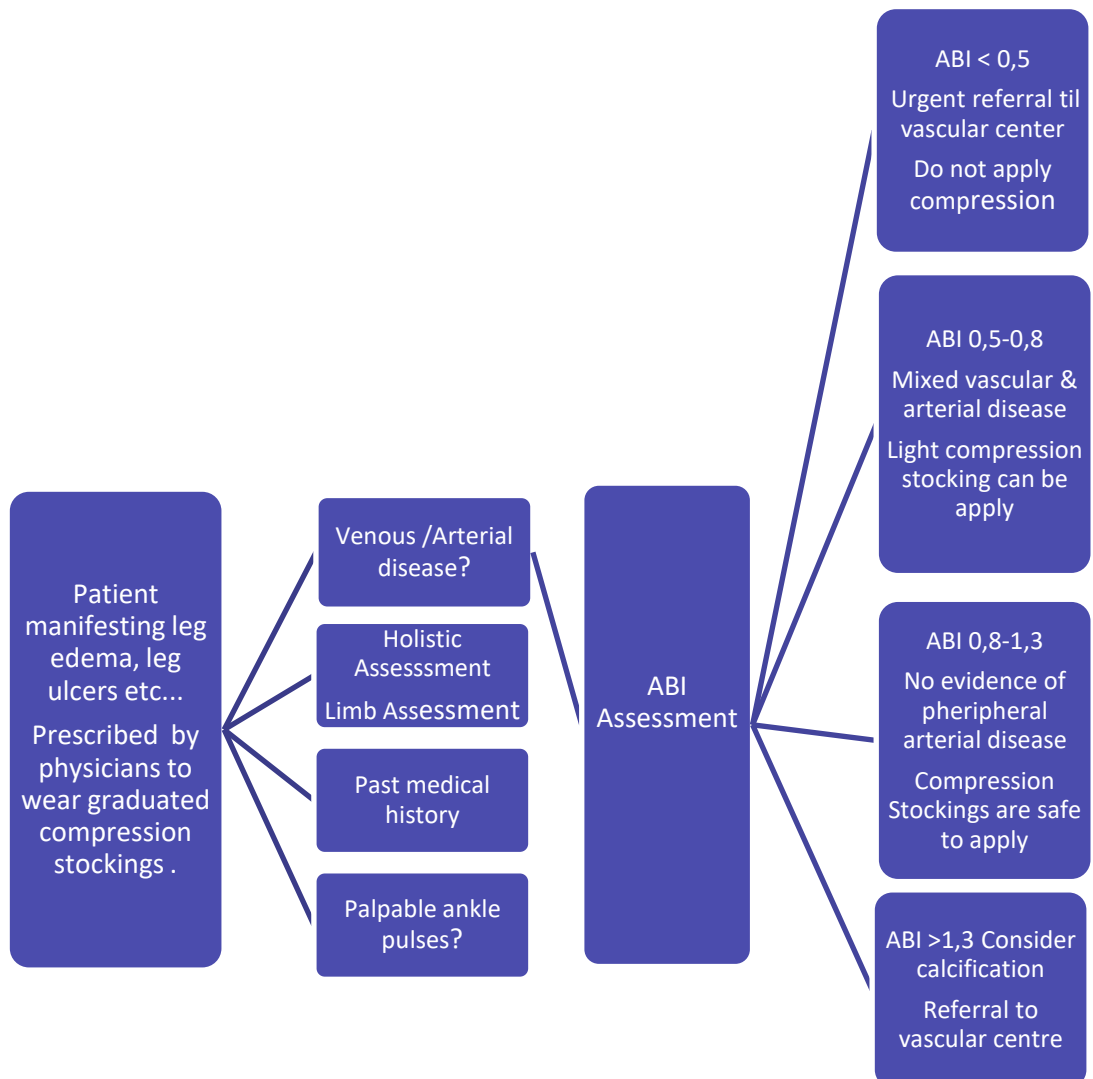 Patient
manifesting leg
edema, leg
ulcers etc...
Prescribed by
physicians to
wear graduated
compression
stockings .
Venous /Arterial
disease?
Holistic
Assesssment
Limb Assessment
Past medical
history
Palpable ankle
pulses?
ABI
Assessment
ABI < 0,5
Urgent referral til
vascular center
Do not apply
compression
ABI 0,5-0,8
Mixed vascular &
arterial disease
Light compression
stocking can be
apply
ABI 0,8-1,3
No evidence of
pheripheral
arterial disease
Compression
Stockings are safe
to apply
ABI >1,3 Consider
calcification
Referral to
vascular centre